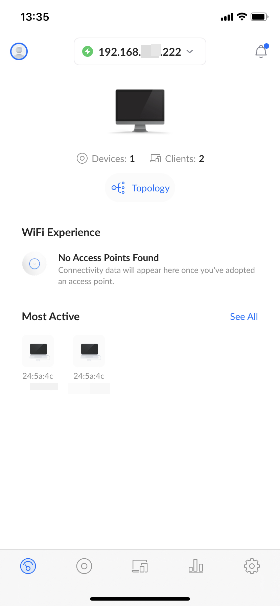 13:35
192.168. .222
Devices: 1 Clients: 2
Topology
WiFi Experience
No Access Points Found
Connectivity data will appear here once you've adopted
an access point.
Most Active See All
24:5a:4c 24:5a:4c